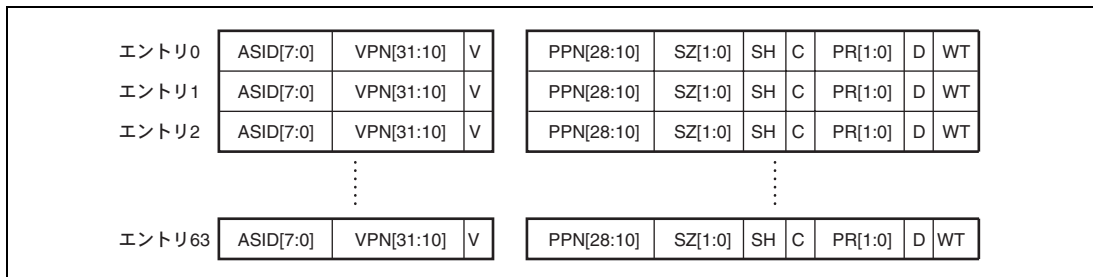 エントリ0 ASID[7:0] VPN[31:10] V PPN[28:10] SZ[1:0] SH C PR[1:0] D WT
エントリ1 ASID[7:0] VPN[31:10] V PPN[28:10] SZ[1:0] SH C PR[1:0] D WT
エントリ2 ASID[7:0] VPN[31:10] V PPN[28:10] SZ[1:0] SH C PR[1:0] D WT
エントリ63 ASID[7:0] VPN[31:10] V PPN[28:10] SZ[1:0] SH C PR[1:0] D WT